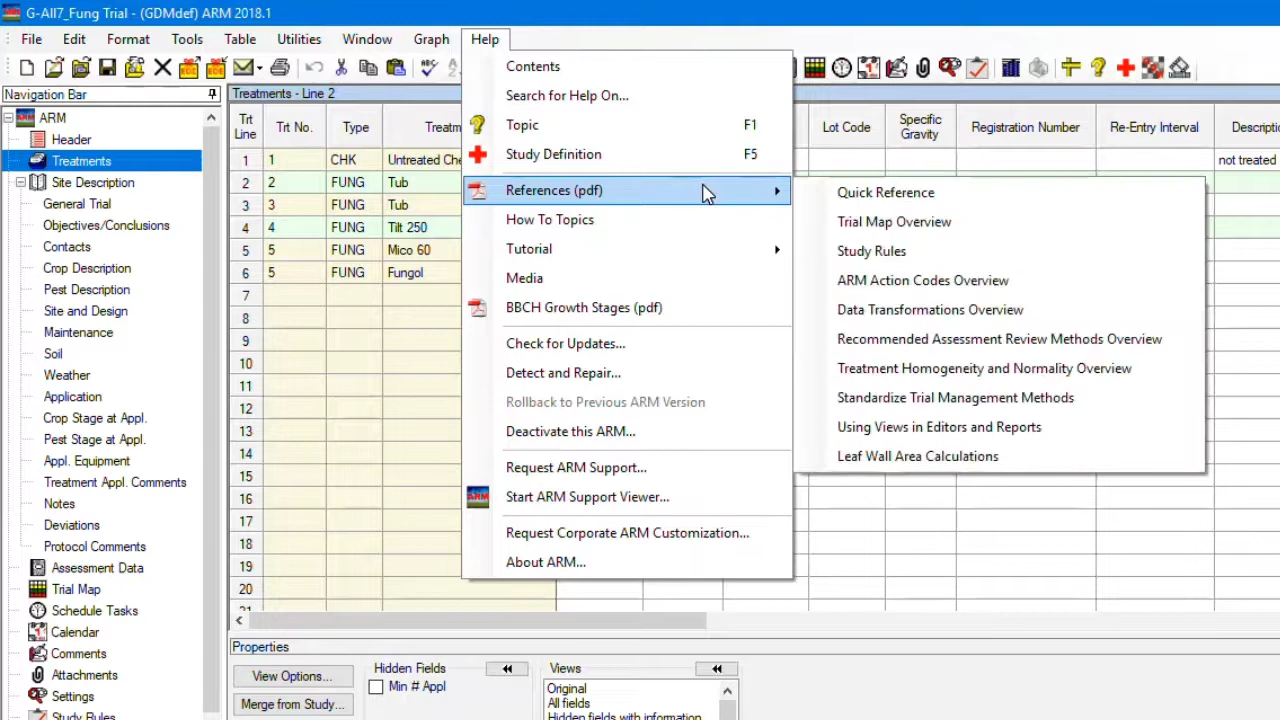 G-All7_Fung Trial - (GDMdef) ARM 2018.1
File Edit Format Tools Table Utilities Window Graph Help
Navigation Bar
ARM
Header
Treatments
Site Description
General Trial
Objectives/Conclusions
Contacts
Crop Description
Pest Description
Site and Design
Maintenance
Soil
Weather
Application
Crop Stage at Appl.
Pest Stage at Appl.
Appl. Equipment
Treatment Appl. Comments
Notes
Deviations
Protocol Comments
Assessment Data
Trial Map
Schedule Tasks
Calendar
Comments
Attachments
Settings
Study Rules
Treatments - Line 2
Trt Line Trt No. Type Lot Code Specific Gravity Registration Number Re-Entry Interval
1 1 CHK not treated
2 2 FUNG Tub
3 3 FUNG Tub
4 4 FUNG Tilt 250
5 5 FUNG Mico 60
6 5 FUNG Fungol
7
8
9
10
11
12
13
14
15
16
17
18
19
20
Contents
Search for Help On...
Topic F1
Study Definition F5
References (pdf)
How To Topics
Tutorial
Media
BBCH Growth Stages (pdf)
Check for Updates...
Detect and Repair...
Rollback to Previous ARM Version
Deactivate this ARM...
Request ARM Support...
Start ARM Support Viewer...
Request Corporate ARM Customization...
About ARM...
Quick Reference
Trial Map Overview
Study Rules
ARM Action Codes Overview
Data Transformations Overview
Recommended Assessment Review Methods Overview
Treatment Homogeneity and Normality Overview
Standardize Trial Management Methods
Using Views in Editors and Reports
Leaf Wall Area Calculations
Properties
View Options...
Merge from Study...
Hidden Fields
Min # Appl
Views
Original
All fields
Hidden fields with information